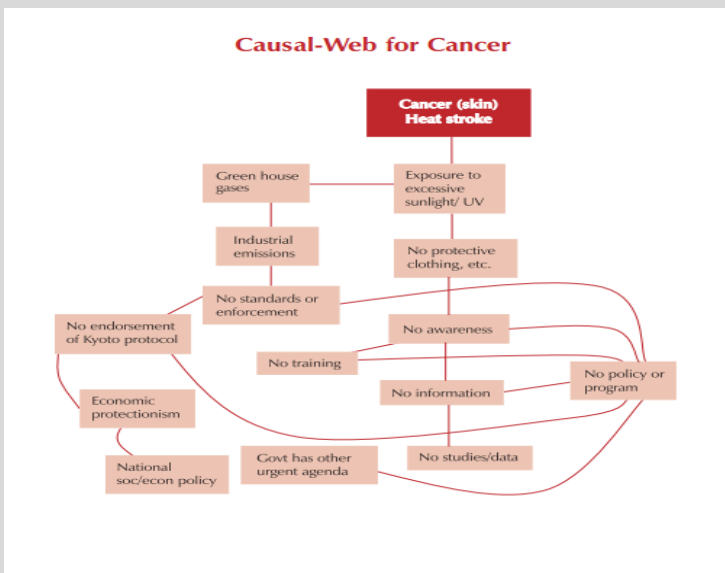 Causal-Web for Cancer
Cancer (skin)
Heat stroke
Green house
gases
Exposure to
excessive
sunlight/ UV
Industrial
emissions
No protective
clothing, etc.
No standards or
enforcement
No endorsement
of Kyoto protocol
No awareness
No training
No policy or
program
Economic
protectionism
No information
National
soc/econ policy
Govt has other
urgent agenda
No studies/data